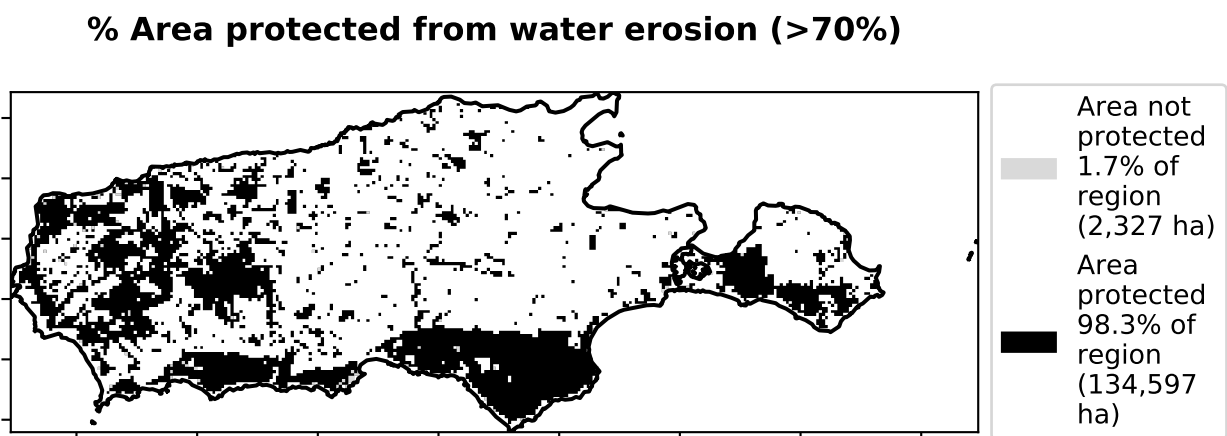 % Area protected from water erosion (>70%)
Area not
protected
1.7% of
region
(2,327 ha)
Area
protected
98.3% of
region
(134,597
ha)